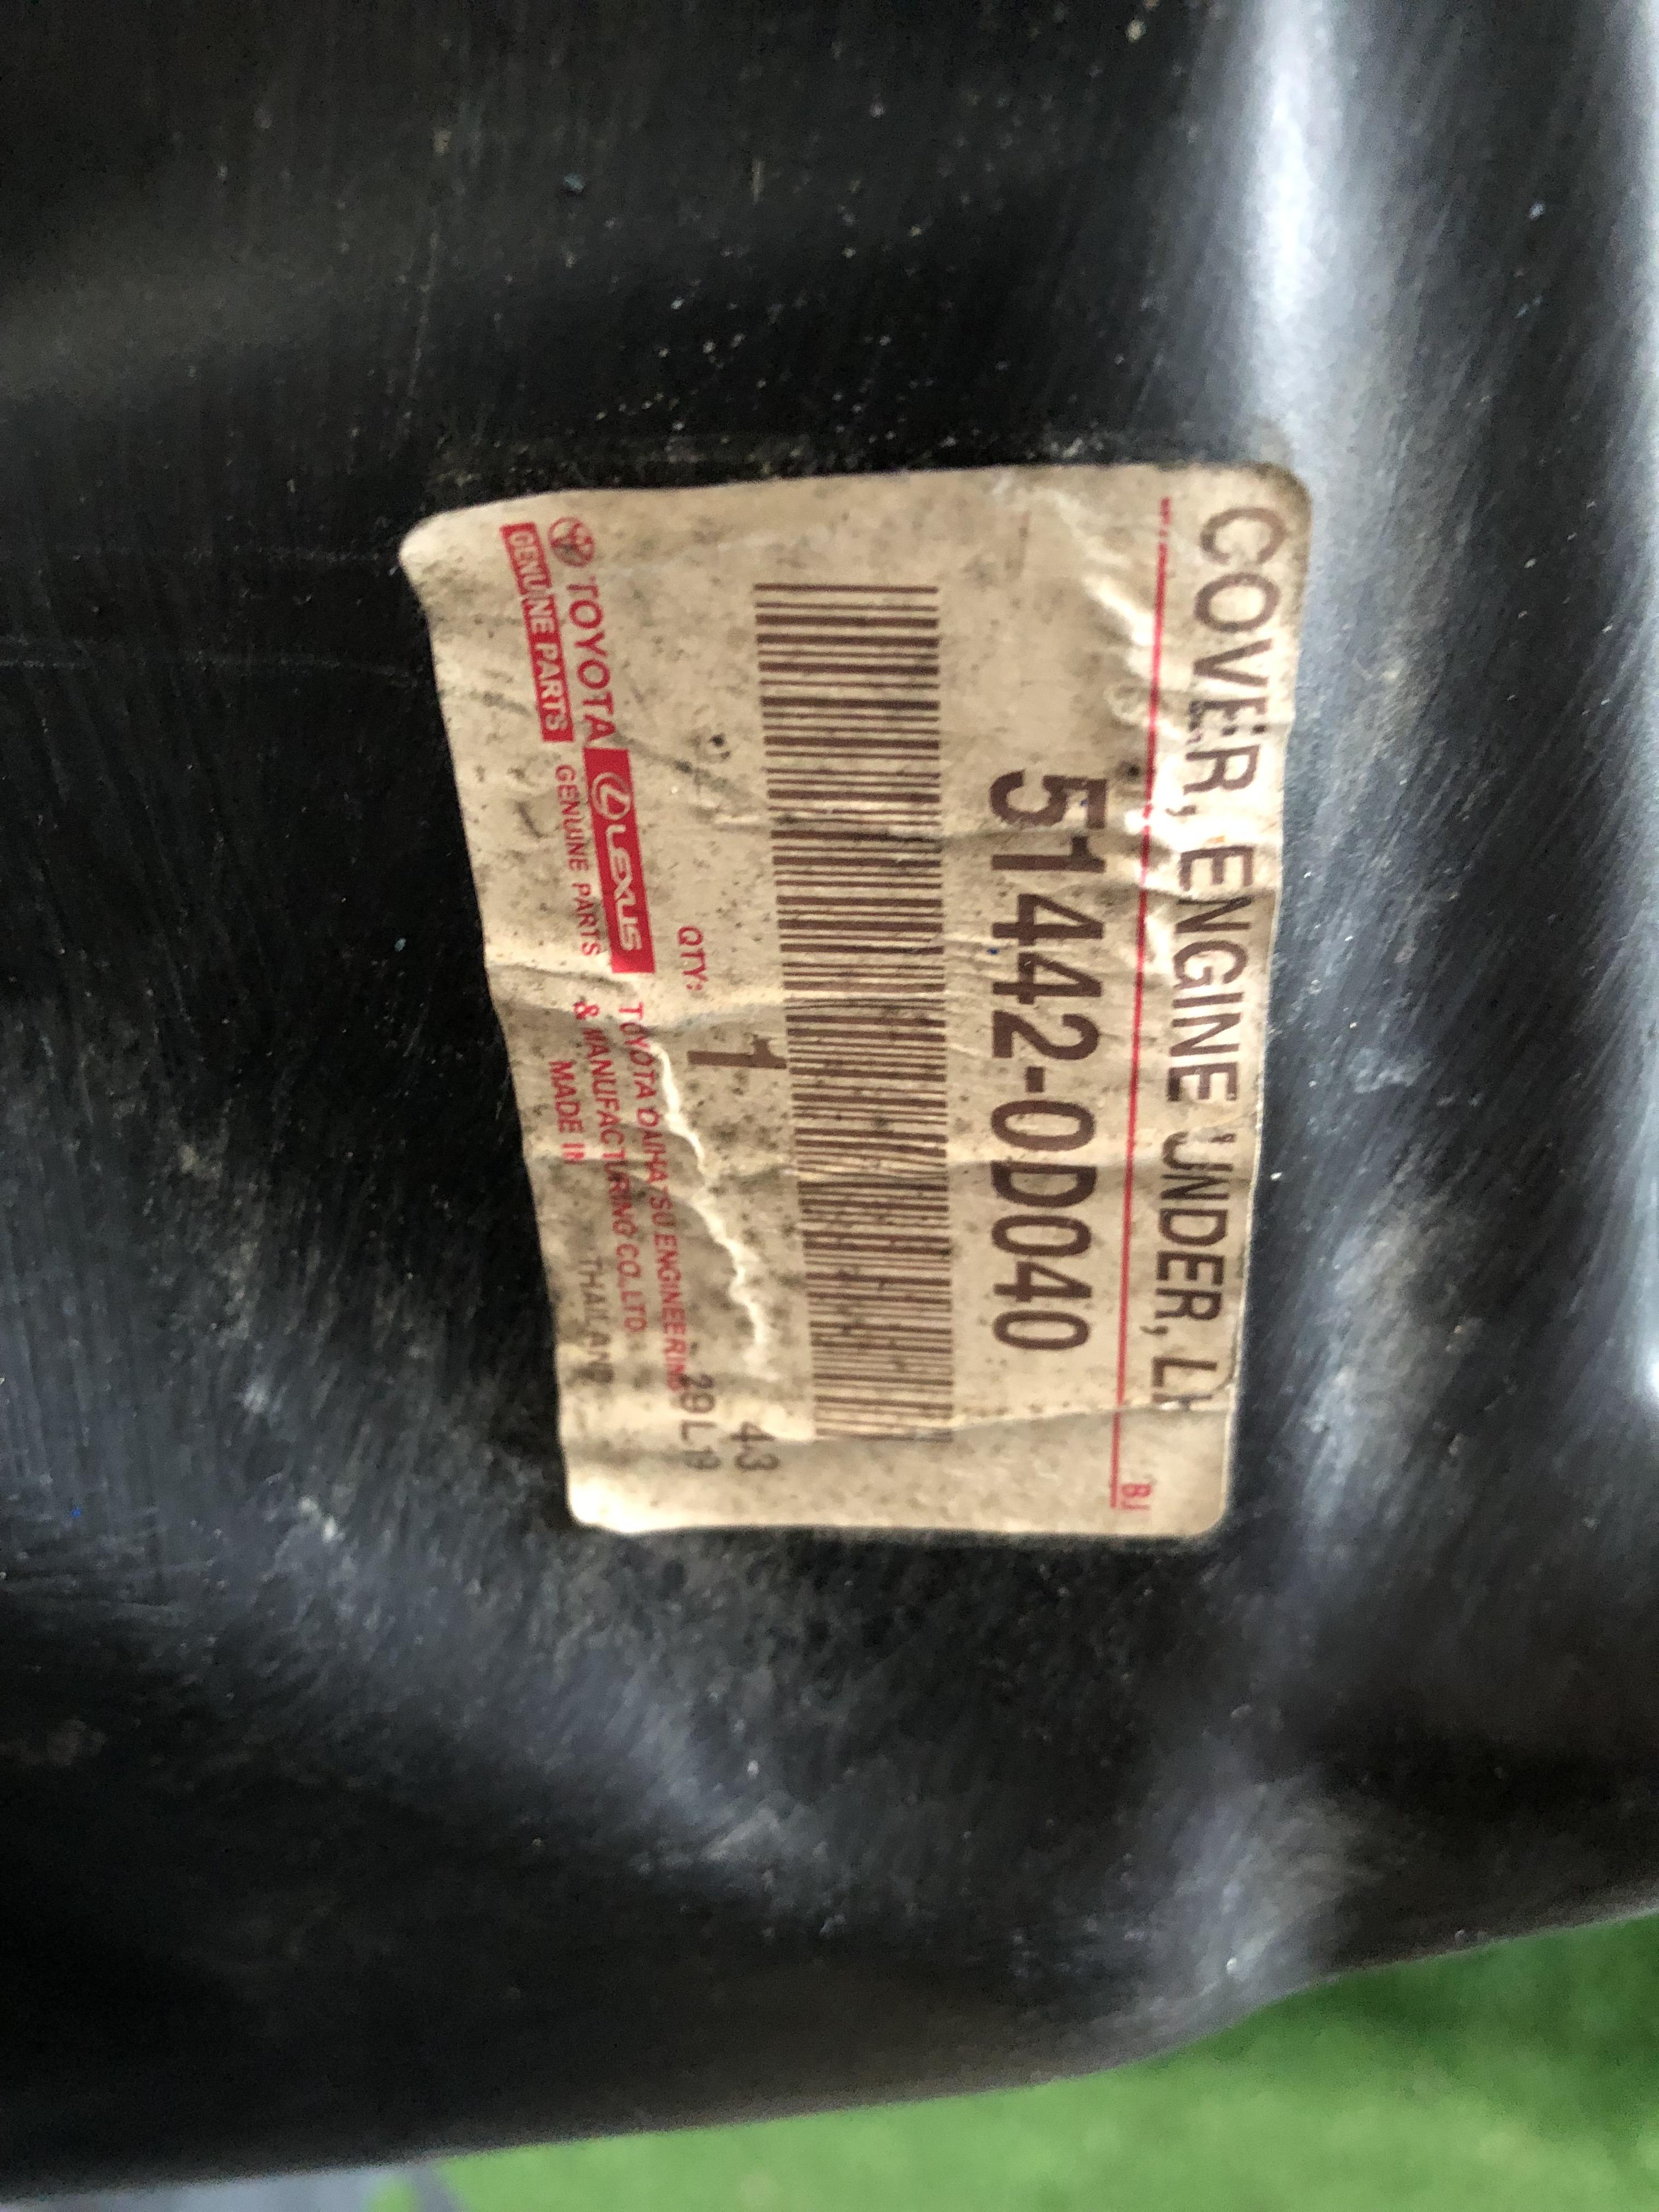 COVER, ENGINE UNDER, LH
BJ
51442-0D040
QTY: 1
43
29L19
TOYOTA
GENUINE PARTS
LEXUS
GENUINE PARTS
TOYOTA DAIHATSU ENGINEERING
& MANUFACTURING CO.,LTD.
MADE IN THAILAND